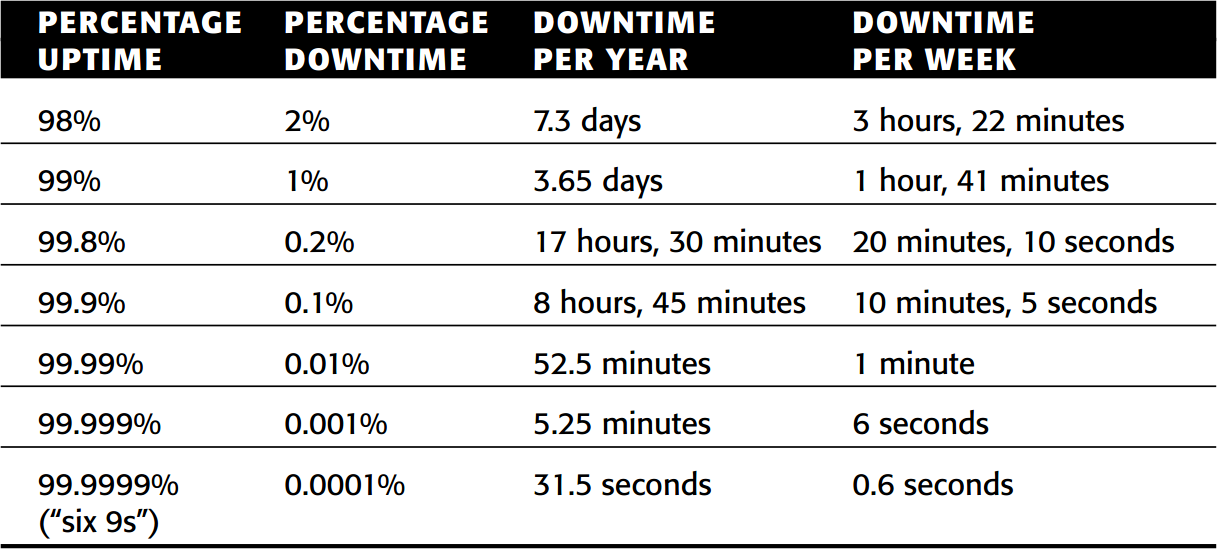 PERCENTAGE UPTIME PERCENTAGE DOWNTIME DOWNTIME PER YEAR DOWNTIME PER WEEK
98% 2% 7.3 days 3 hours, 22 minutes
99% 1% 3.65 days 1 hour, 41 minutes
99.8% 0.2% 17 hours, 30 minutes 20 minutes, 10 seconds
99.9% 0.1% 8 hours, 45 minutes 10 minutes, 5 seconds
99.99% 0.01% 52.5 minutes 1 minute
99.999% 0.001% 5.25 minutes 6 seconds
99.9999% 0.0001% 31.5 seconds 0.6 seconds
(“six 9s”)